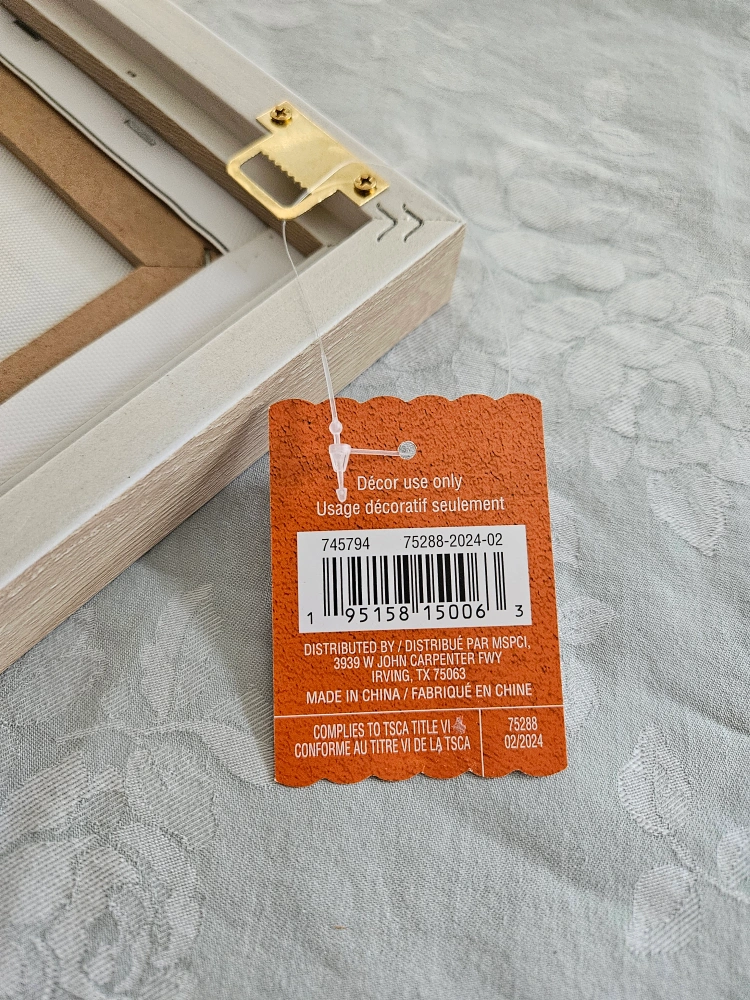 Décor use only
Usage décoratif seulement
745794 75288-2024-02
1 95158 15006 3
DISTRIBUTED BY / DISTRIBUÉ PAR MSPCI,
3939 W JOHN CARPENTER FWY
IRVING, TX 75063
MADE IN CHINA / FABRIQUÉ EN CHINE
COMPLIES TO TSCA TITLE VI
CONFORME AU TITRE VI DE LA TSCA
75288
02/2024